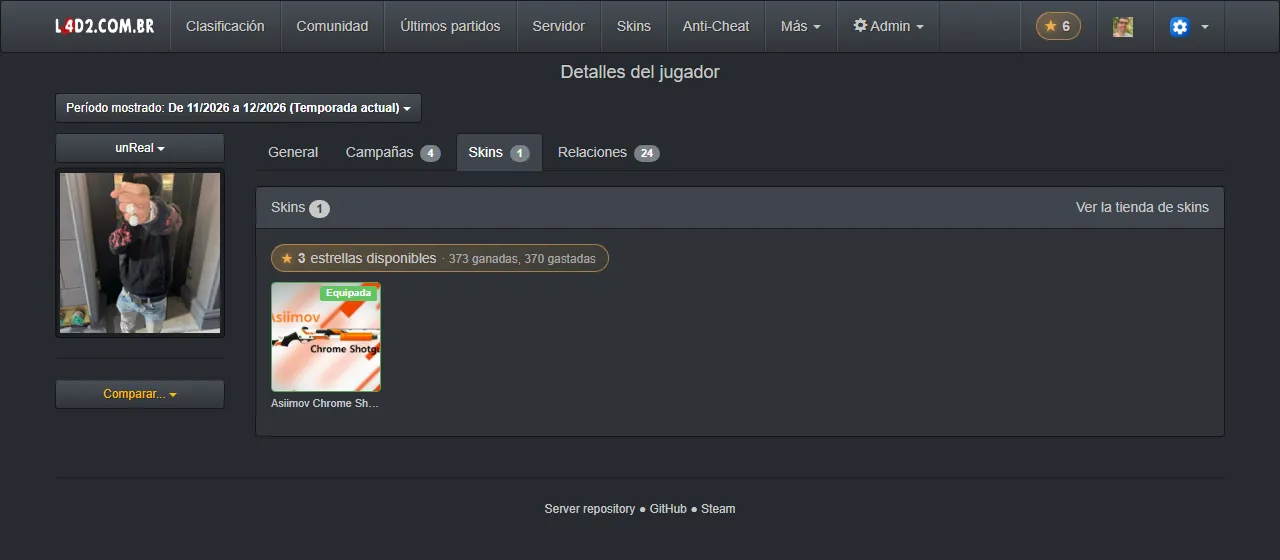 L4D2.COM.BR Clasificación Comunidad Últimos partidos Servidor Skins Anti-Cheat Más Admin ★ 6
Detalles del jugador
Período mostrado: De 11/2026 a 12/2026 (Temporada actual)
unReal
General Campañas 4 Skins 1 Relaciones 24
Skins 1 Ver la tienda de skins
★ 3 estrellas disponibles · 373 ganadas, 370 gastadas
Equipada
Asiimov
Chrome Shotg
Asiimov Chrome Sh...
Comparar...
Server repository ● GitHub ● Steam